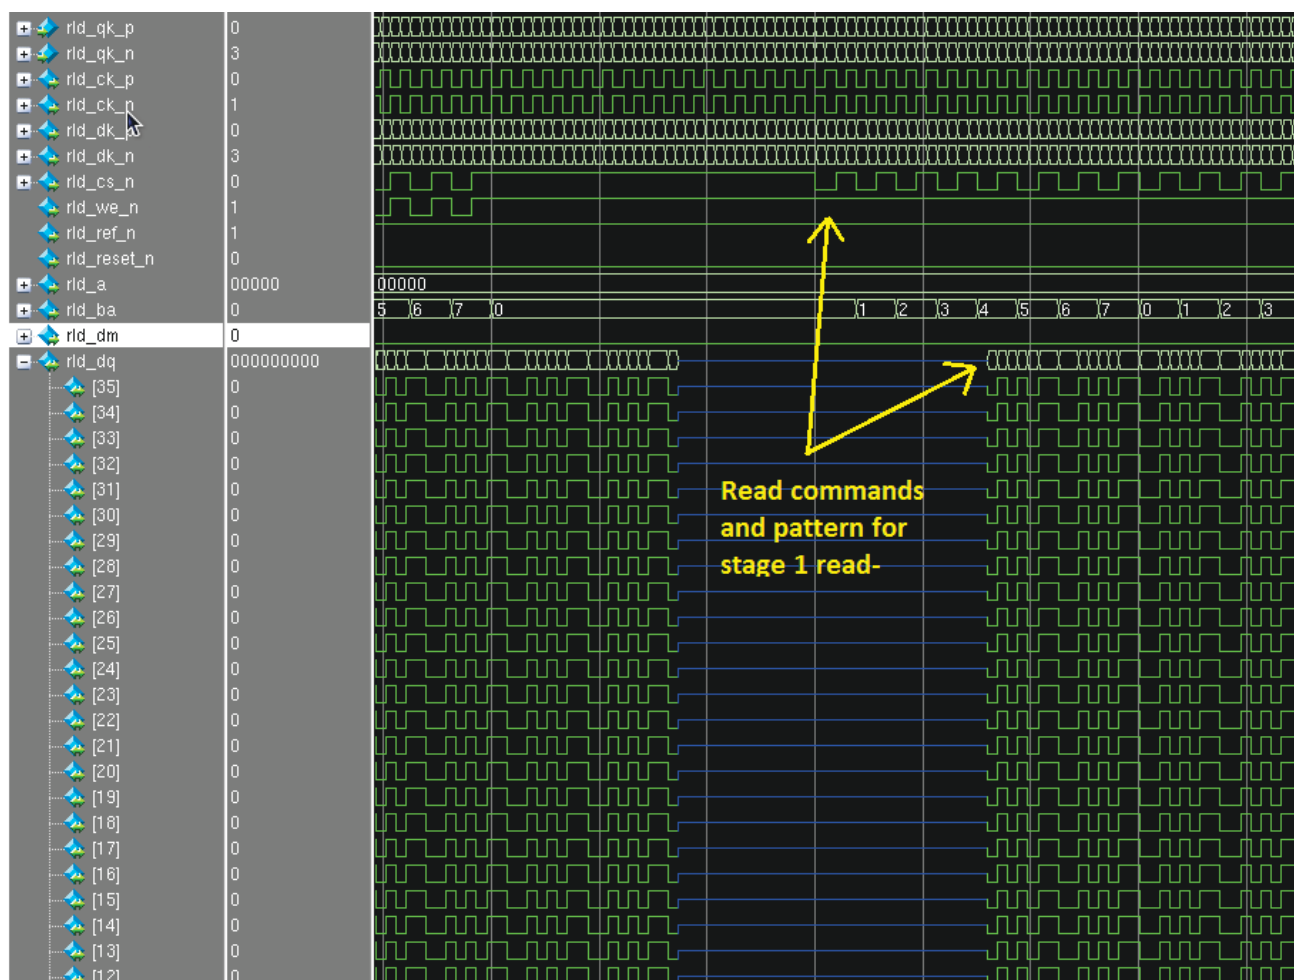 rld_qk_p 0
rld_qk_n 3
rld_ck_p 0
rld_ck_n 1
rld_dk_p 0
rld_dk_n 3
rld_cs_n 0
rld_we_n 1
rld_ref_n 1
rld_reset_n 0
rld_a 00000 00000
rld_ba 0 5 6 7 0 1 2 3 4 5 6 7 0 1 2 3
rld_dm 0
rld_dq 000000000
[35] 0
[34] 0
[33] 0
[32] 0
[31] 0
[30] 0
[29] 0
[28] 0
[27] 0
[26] 0
[25] 0
[24] 0
[23] 0
[22] 0
[21] 0
[20] 0
[19] 0
[18] 0
[17] 0
[16] 0
[15] 0
[14] 0
[13] 0
[12] 0
Read commands
and pattern for
stage 1 read-